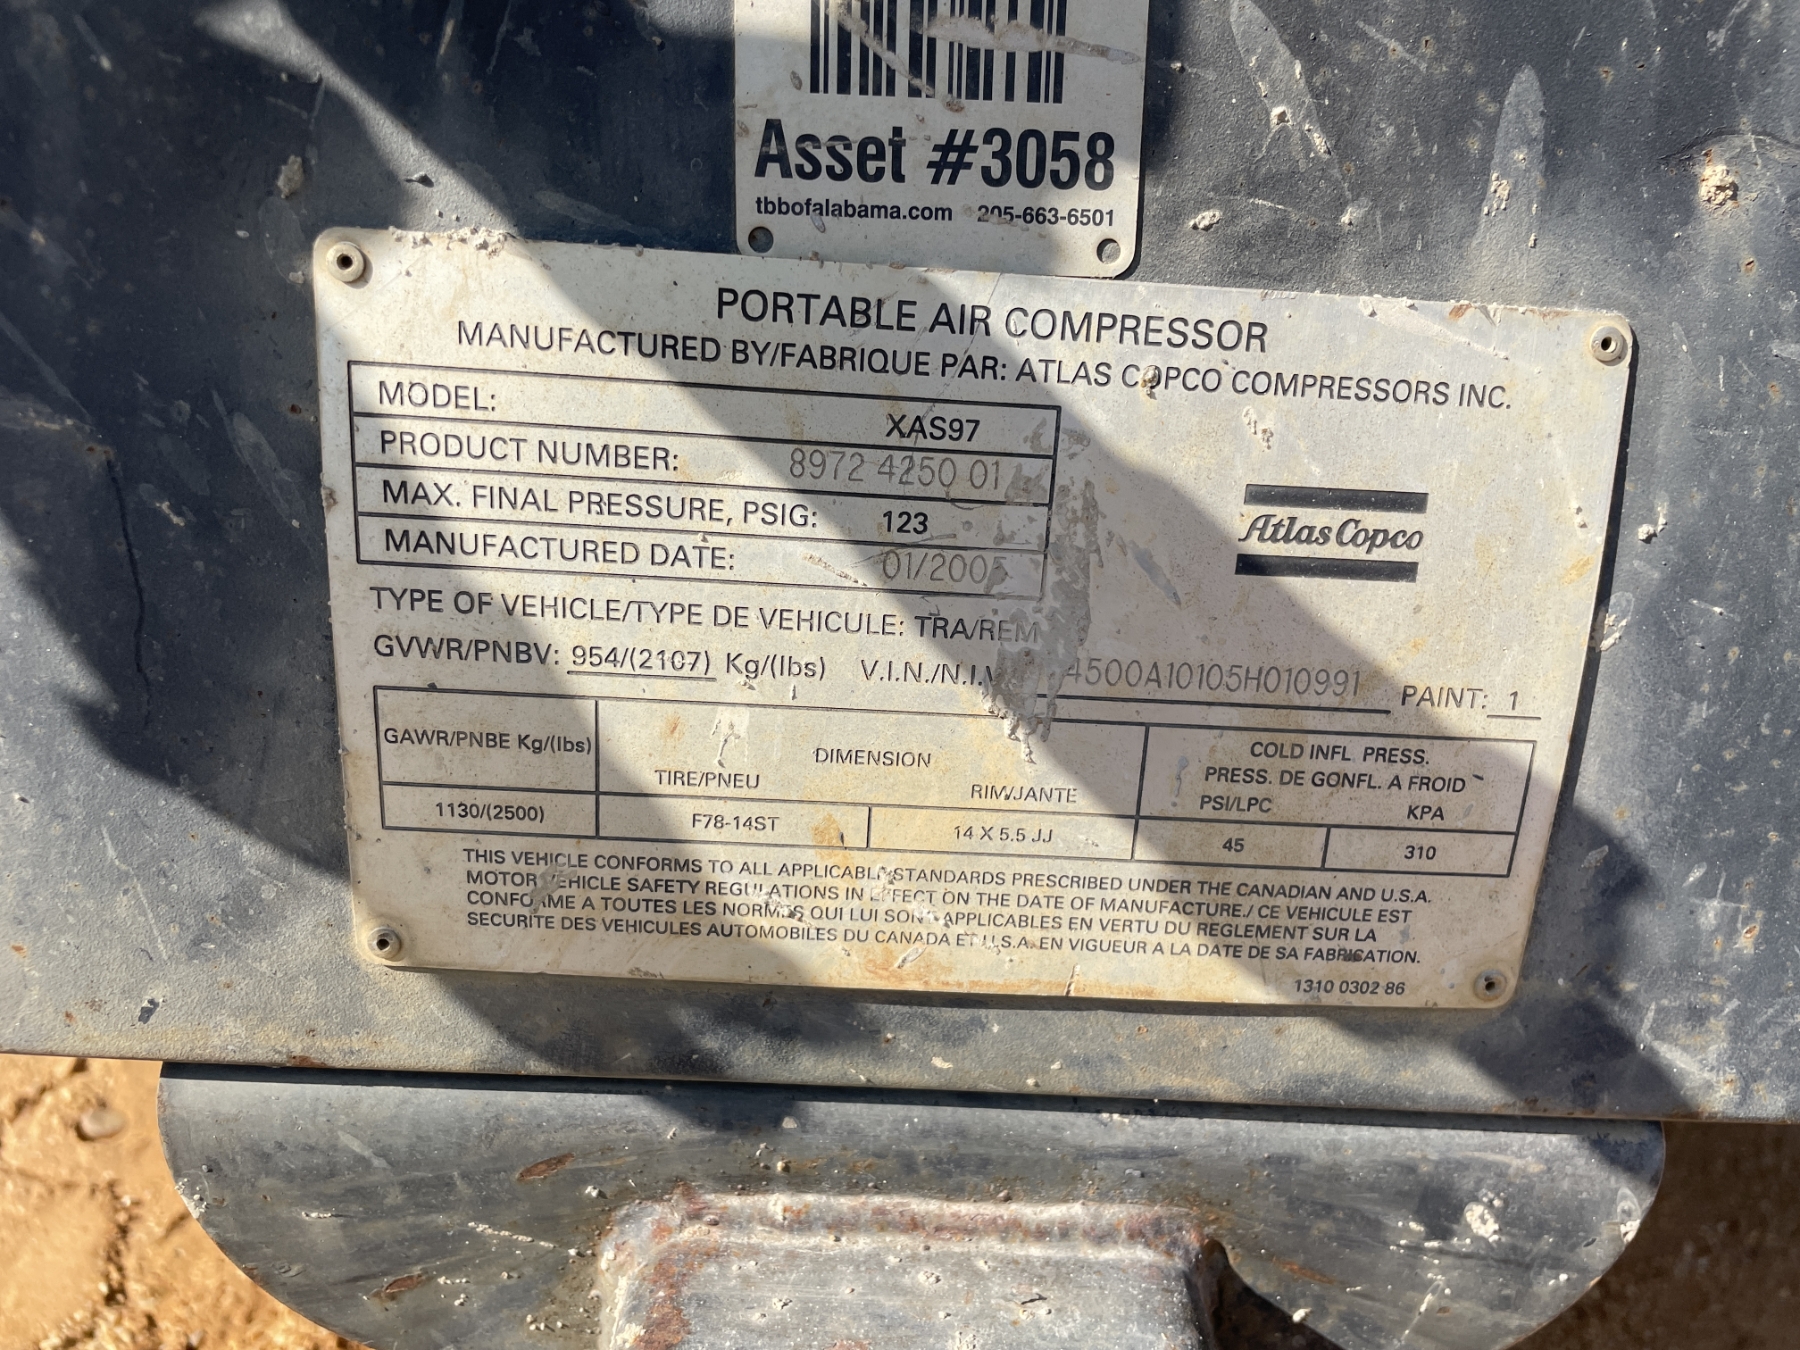 Asset #3058
tbbofalabama.com 205-663-6501
PORTABLE AIR COMPRESSOR
MANUFACTURED BY/FABRIQUE PAR: ATLAS COPCO COMPRESSORS INC.
MODEL: XAS97
PRODUCT NUMBER: 8972 4250 01
MAX. FINAL PRESSURE, PSIG: 123
MANUFACTURED DATE: 01/2005
Atlas Copco
TYPE OF VEHICLE/TYPE DE VEHICULE: TRA/REM
GVWR/PNBV: 954/(2107) Kg/(lbs) V.I.N./N.I.V. 4500A10105H010991 PAINT: 1
GAWR/PNBE Kg/(lbs) DIMENSION COLD INFL. PRESS.
PRESS. DE GONFL. A FROID
TIRE/PNEU RIM/JANTE PSI/LPC KPA
1130/(2500) F78-14ST 14 X 5.5 JJ 45 310
THIS VEHICLE CONFORMS TO ALL APPLICABLE STANDARDS PRESCRIBED UNDER THE CANADIAN AND U.S.A.
MOTOR VEHICLE SAFETY REGULATIONS IN EFFECT ON THE DATE OF MANUFACTURE./ CE VEHICULE EST
CONFORME A TOUTES LES NORMES QUI LUI SONT APPLICABLES EN VERTU DU REGLEMENT SUR LA
SECURITE DES VEHICULES AUTOMOBILES DU CANADA ET U.S.A. EN VIGUEUR A LA DATE DE SA FABRICATION.
1310 0302 86